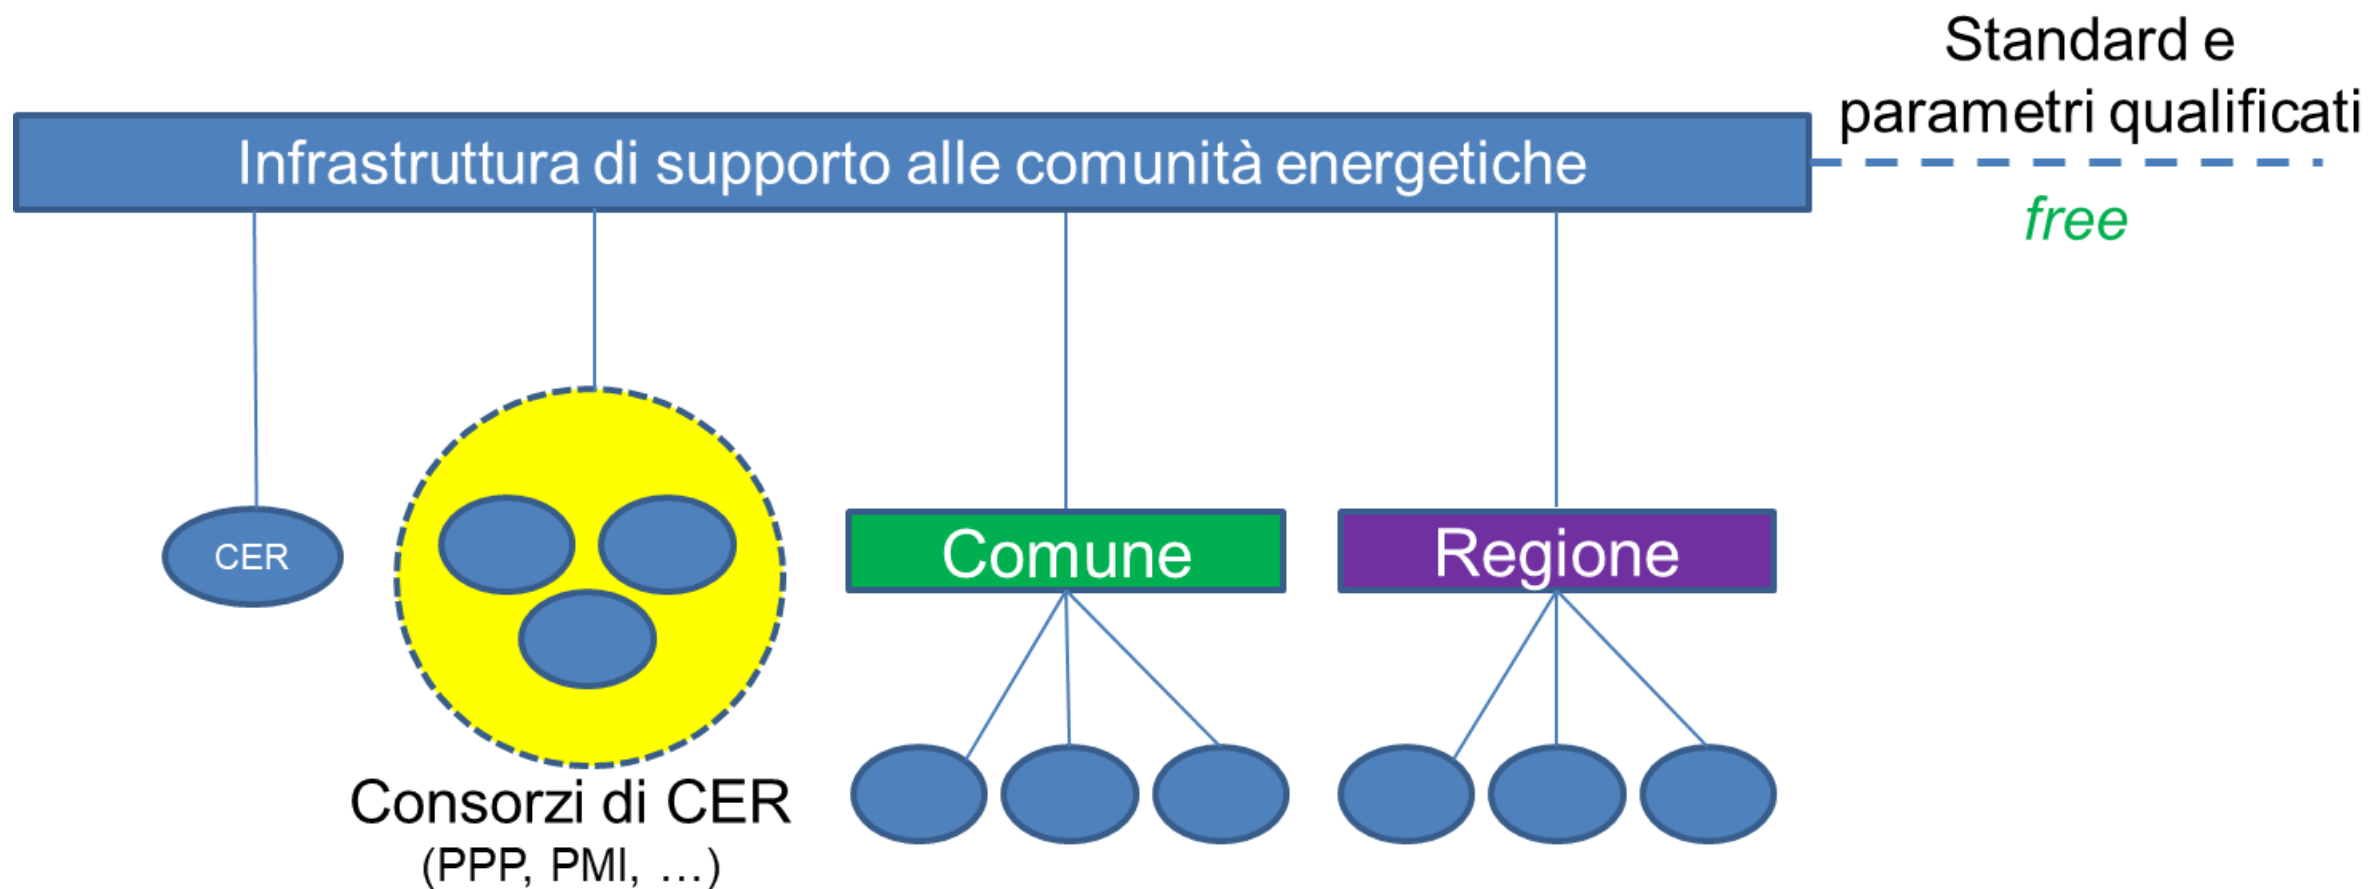 Standard e
parametri qualificati
Infrastruttura di supporto alle comunità energetiche
free
CER
Comune
Regione
Consorzi di CER
(PPP, PMI, …)